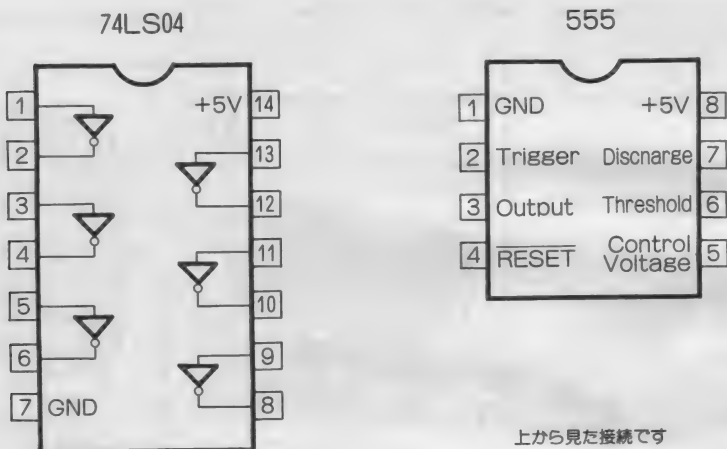 74LS04
1
+5V 14
2
13
3
12
4
11
5
10
6
9
7 GND
8
555
1 GND +5V 8
2 Trigger Discnarge 7
3 Output Threshold 6
4 RESET Control Voltage 5
上から見た接続です